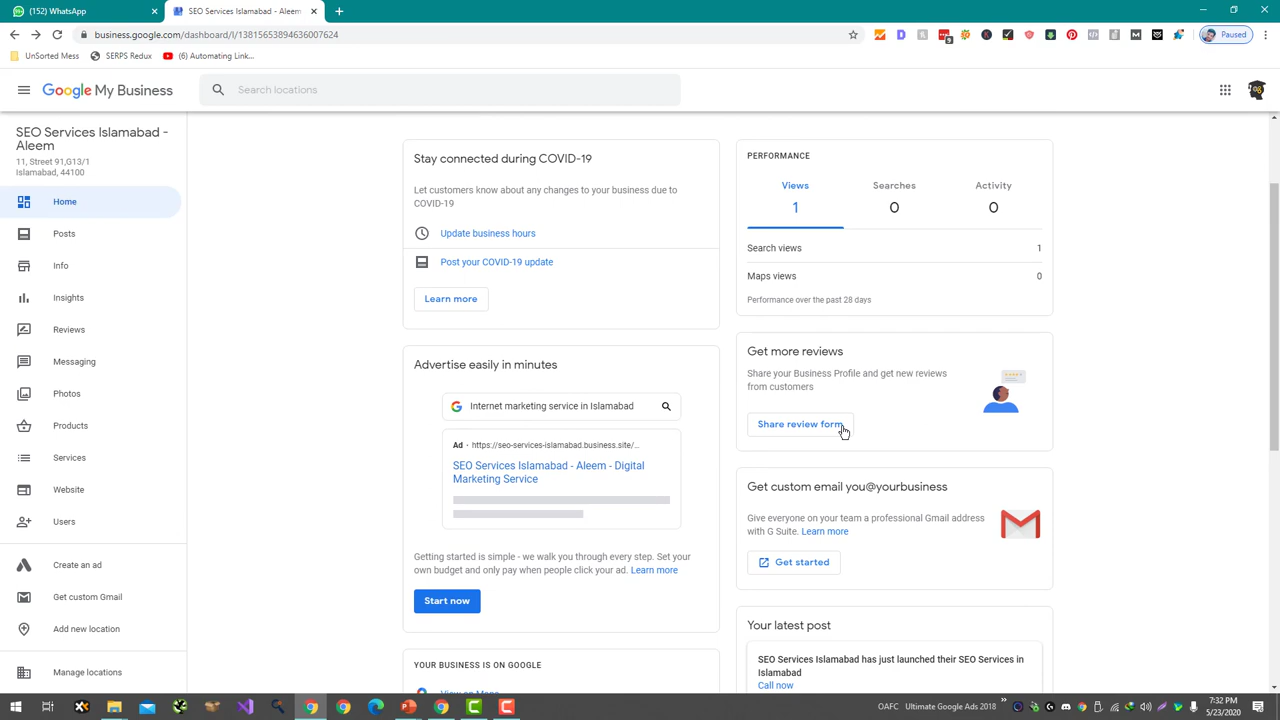 (152) WhatsApp
SEO Services Islamabad - Aleem
business.google.com/dashboard/l/13815653894636007624
Paused
UnSorted Mess
SERPS Redux
(6) Automating Link...
Google My Business
Search locations
SEO Services Islamabad -
Aleem
11, Street 91,G13/1
Islamabad, 44100
Home
Posts
Info
Insights
Reviews
Messaging
Photos
Products
Services
Website
Users
Create an ad
Get custom Gmail
Add new location
Manage locations
Stay connected during COVID-19
Let customers know about any changes to your business due to
COVID-19
Update business hours
Post your COVID-19 update
Learn more
Advertise easily in minutes
Internet marketing service in Islamabad
Ad · https://seo-services-islamabad.business.site/...
SEO Services Islamabad - Aleem - Digital
Marketing Service
Getting started is simple - we walk you through every step. Set your
own budget and only pay when people click your ad. Learn more
Start now
YOUR BUSINESS IS ON GOOGLE
View on Maps
PERFORMANCE
Views Searches Activity
1 0 0
Search views 1
Maps views 0
Performance over the past 28 days
Get more reviews
Share your Business Profile and get new reviews
from customers
Share review form
Get custom email you@yourbusiness
Give everyone on your team a professional Gmail address
with G Suite. Learn more
Get started
Your latest post
SEO Services Islamabad has just launched their SEO Services in
Islamabad
Call now
OAFC Ultimate Google Ads 2018
7:32 PM
5/23/2020